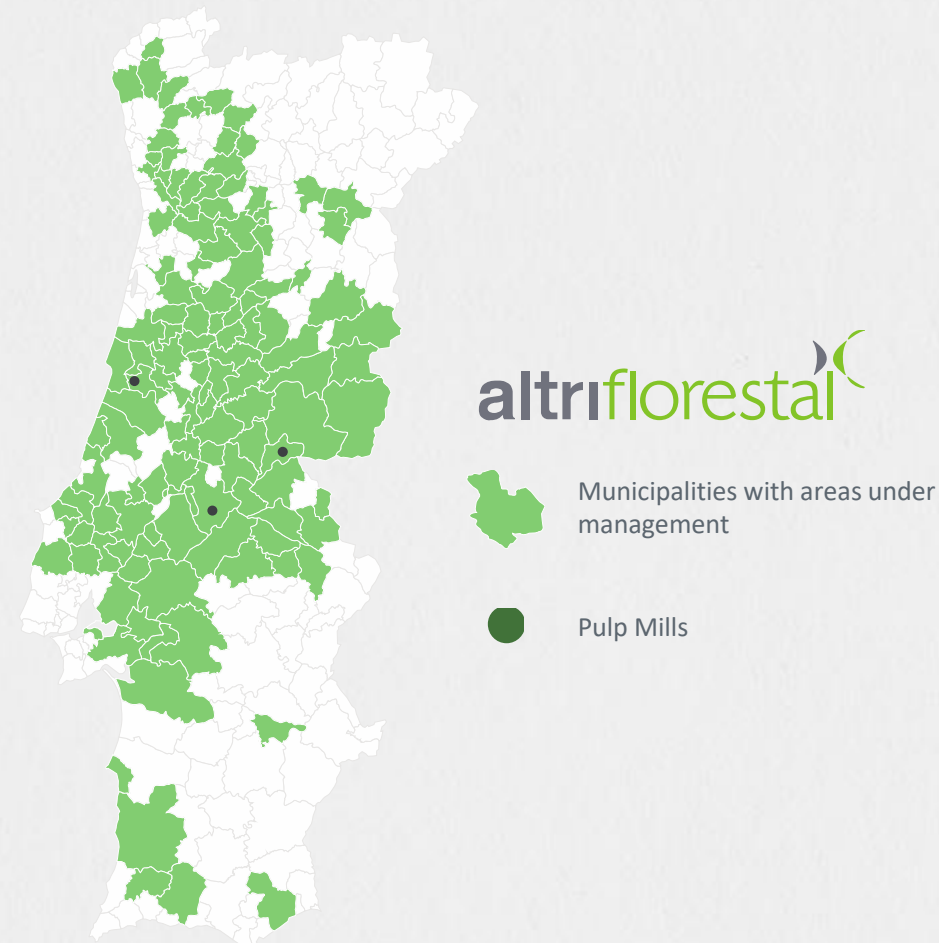 altriflorestal
Municipalities with areas under
management
Pulp Mills